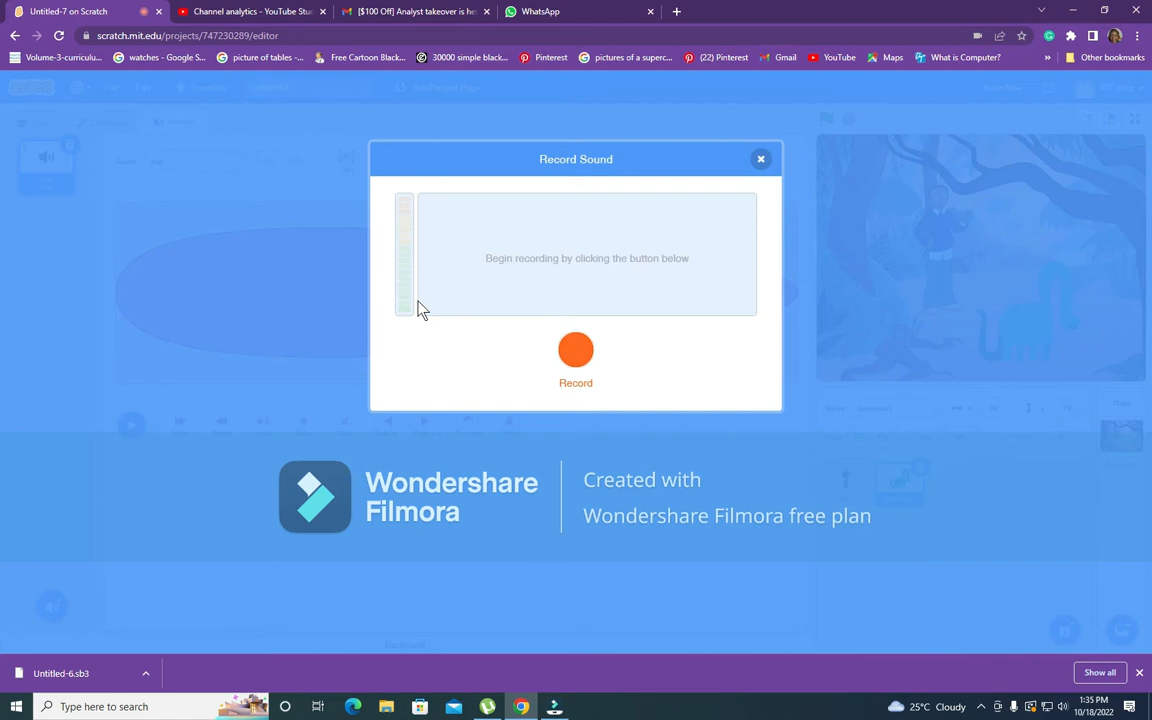 Untitled-7 on Scratch
Channel analytics - YouTube Stu
[$100 Off] Analyst takeover is he
WhatsApp
scratch.mit.edu/projects/747230289/editor
Volume-3-curriculu...
watches - Google S...
picture of tables -...
Free Cartoon Black...
30000 simple black...
Pinterest
pictures of a superc...
(22) Pinterest
Gmail
YouTube
Maps
What is Computer?
»
Other bookmarks
File
Edit
Record Sound
Begin recording by clicking the button below
Record
Wondershare
Filmora
Created with
Wondershare Filmora free plan
Backpack
Untitled-6.sb3
Show all
Type here to search
25°C Cloudy
1:35 PM
10/18/2022